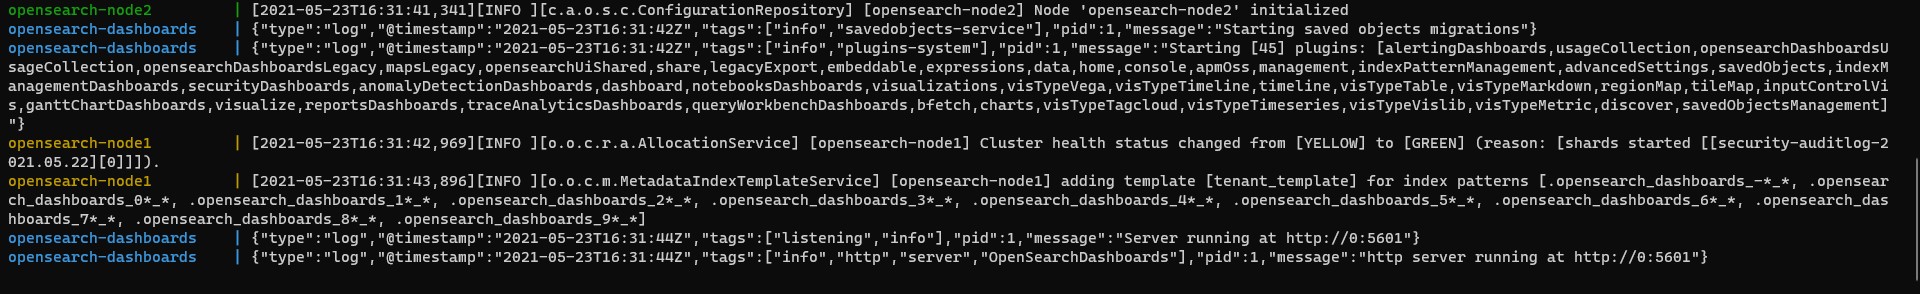 opensearch-node2         | [2021-05-23T16:31:41,341][INFO ][c.a.o.s.c.ConfigurationRepository] [opensearch-node2] Node 'opensearch-node2' initialized
opensearch-dashboards    | {"type":"log","@timestamp":"2021-05-23T16:31:42Z","tags":["info","savedobjects-service"],"pid":1,"message":"Starting saved objects migrations"}
opensearch-dashboards    | {"type":"log","@timestamp":"2021-05-23T16:31:42Z","tags":["info","plugins-system"],"pid":1,"message":"Starting [45] plugins: [alertingDashboards,usageCollection,opensearchDashboardsU
sageCollection,opensearchDashboardsLegacy,mapsLegacy,opensearchUiShared,share,legacyExport,embeddable,expressions,data,home,console,apmOss,management,indexPatternManagement,advancedSettings,savedObjects,indexM
anagementDashboards,securityDashboards,anomalyDetectionDashboards,dashboard,notebooksDashboards,visualizations,visTypeVega,visTypeTimeline,timeline,visTypeTable,visTypeMarkdown,regionMap,tileMap,inputControlVi
s,ganttChartDashboards,visualize,reportsDashboards,traceAnalyticsDashboards,queryWorkbenchDashboards,bfetch,charts,visTypeTagcloud,visTypeTimeseries,visTypeVislib,visTypeMetric,discover,savedObjectsManagement]
"}
opensearch-node1         | [2021-05-23T16:31:42,969][INFO ][o.o.c.r.a.AllocationService] [opensearch-node1] Cluster health status changed from [YELLOW] to [GREEN] (reason: [shards started [[security-auditlog-2
021.05.22][0]]]).
opensearch-node1         | [2021-05-23T16:31:43,896][INFO ][o.o.c.m.MetadataIndexTemplateService] [opensearch-node1] adding template [tenant_template] for index patterns [.opensearch_dashboards_-*_*, .opensear
ch_dashboards_0*_*, .opensearch_dashboards_1*_*, .opensearch_dashboards_2*_*, .opensearch_dashboards_3*_*, .opensearch_dashboards_4*_*, .opensearch_dashboards_5*_*, .opensearch_dashboards_6*_*, .opensearch_das
hboards_7*_*, .opensearch_dashboards_8*_*, .opensearch_dashboards_9*_*]
opensearch-dashboards    | {"type":"log","@timestamp":"2021-05-23T16:31:44Z","tags":["listening","info"],"pid":1,"message":"Server running at http://0:5601"}
opensearch-dashboards    | {"type":"log","@timestamp":"2021-05-23T16:31:44Z","tags":["info","http","server","OpenSearchDashboards"],"pid":1,"message":"http server running at http://0:5601"}